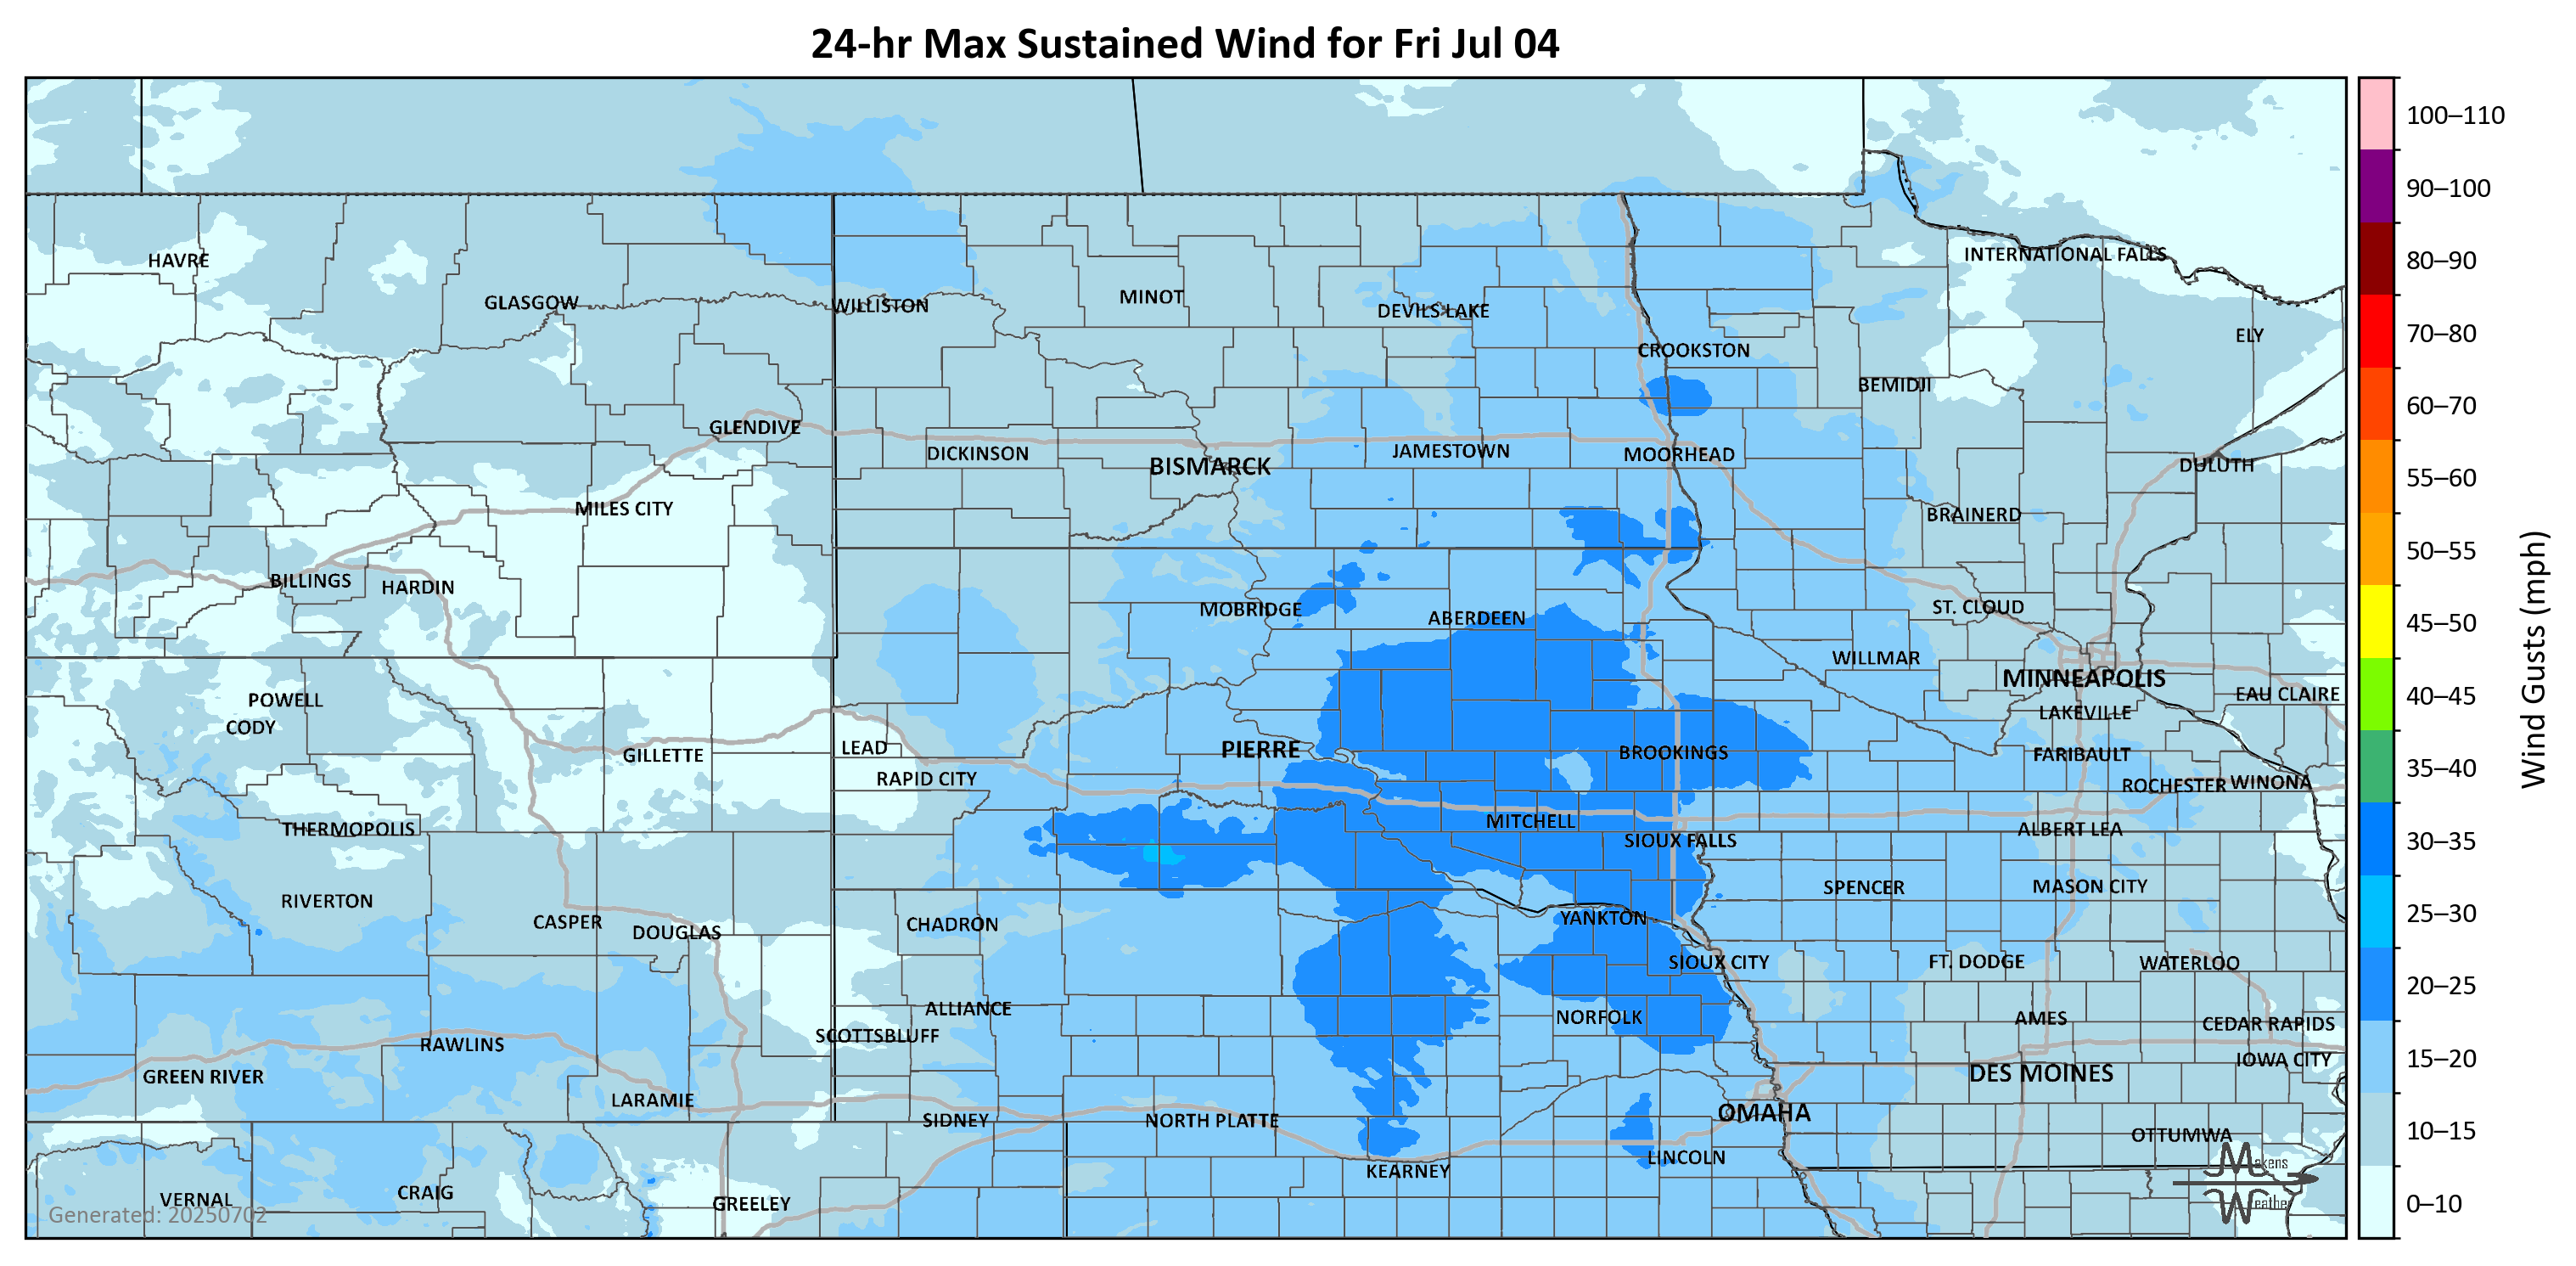 24-hr Max Sustained Wind for Fri Jul 04
100–110
90–100
80–90
70–80
60–70
55–60
50–55
45–50
40–45
35–40
30–35
25–30
20–25
15–20
10–15
0–10
Wind Gusts (mph)
HAVRE
INTERNATIONAL FALLS
GLASGOW
WILLISTON
MINOT
DEVILS LAKE
ELY
CROOKSTON
BEMIDJI
GLENDIVE
DICKINSON
BISMARCK
JAMESTOWN
MOORHEAD
DULUTH
MILES CITY
BRAINERD
BILLINGS
HARDIN
MOBRIDGE
ABERDEEN
ST. CLOUD
WILLMAR
MINNEAPOLIS
EAU CLAIRE
POWELL
CODY
LAKEVILLE
GILLETTE
LEAD
PIERRE
BROOKINGS
FARIBAULT
RAPID CITY
ROCHESTER
WINONA
THERMOPOLIS
MITCHELL
SIOUX FALLS
ALBERT LEA
RIVERTON
SPENCER
MASON CITY
CASPER
DOUGLAS
CHADRON
YANKTON
SIOUX CITY
FT. DODGE
WATERLOO
ALLIANCE
NORFOLK
AMES
CEDAR RAPIDS
SCOTTSBLUFF
RAWLINS
IOWA CITY
GREEN RIVER
DES MOINES
LARAMIE
OMAHA
SIDNEY
NORTH PLATTE
OTTUMWA
LINCOLN
KEARNEY
VERNAL
CRAIG
GREELEY
Generated: 20250702
Makens
Weather